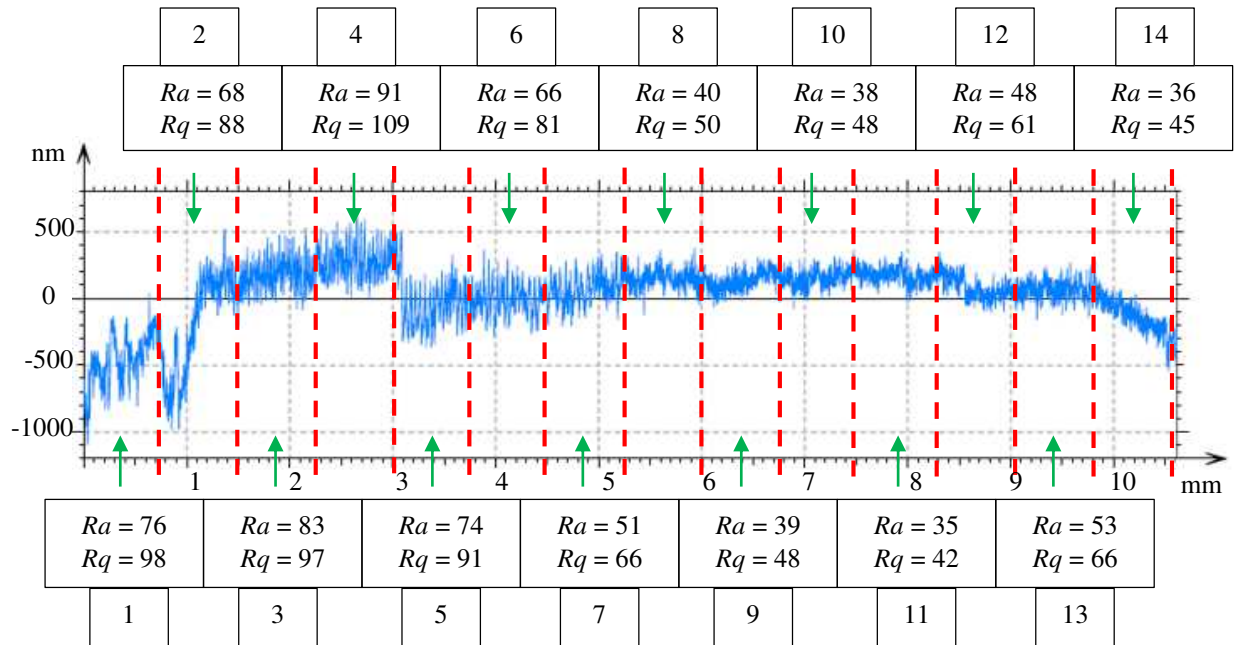 2 4 6 8 10 12 14
Ra = 68 Ra = 91 Ra = 66 Ra = 40 Ra = 38 Ra = 48 Ra = 36
Rq = 88 Rq = 109 Rq = 81 Rq = 50 Rq = 48 Rq = 61 Rq = 45
nm
500
0
-500
-1000
1 2 3 4 5 6 7 8 9 10 mm
Ra = 76 Ra = 83 Ra = 74 Ra = 51 Ra = 39 Ra = 35 Ra = 53
Rq = 98 Rq = 97 Rq = 91 Rq = 66 Rq = 48 Rq = 42 Rq = 66
1 3 5 7 9 11 13